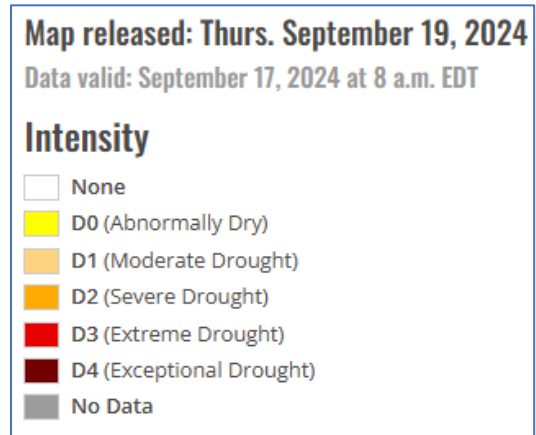 Map released: Thurs. September 19, 2024
Data valid: September 17, 2024 at 8 a.m. EDT
Intensity
None
D0 (Abnormally Dry)
D1 (Moderate Drought)
D2 (Severe Drought)
D3 (Extreme Drought)
D4 (Exceptional Drought)
No Data